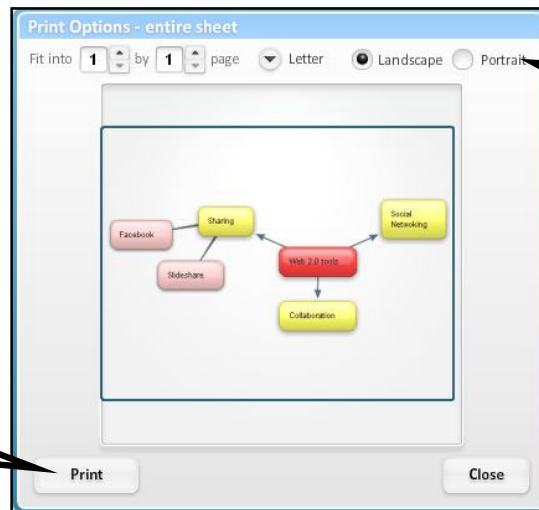 Print Options - entire sheet
Fit into 1 by 1 page Letter Landscape Portrait
Social
Netwoking
Sharing
Facebook
Web 2.0 tools
Slideshare
Collaboration
Print Close